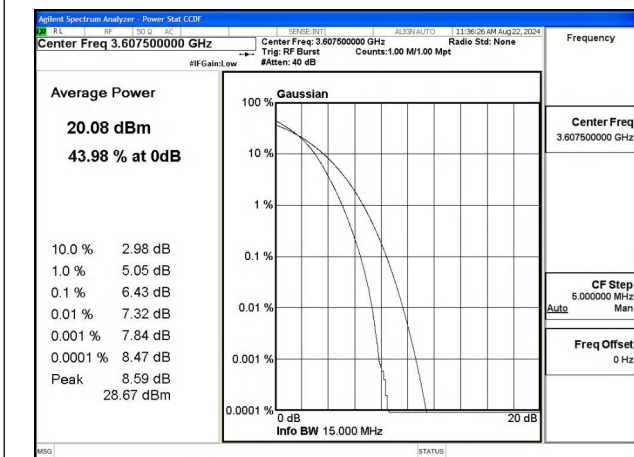 Agilent Spectrum Analyzer - Power Stat CCDF
RL RF 50 Ω AC SENSE:INT ALIGN AUTO 11:36:26 AM Aug 22, 2024
Center Freq 3.607500000 GHz
Center Freq: 3.607500000 GHz Radio Std: None
Trig: RF Burst Counts:1.00 M/1.00 Mpt
#IFGain:Low #Atten: 40 dB
Frequency
Average Power
20.08 dBm
43.98 % at 0dB
10.0 % 2.98 dB
1.0 % 5.05 dB
0.1 % 6.43 dB
0.01 % 7.32 dB
0.001 % 7.84 dB
0.0001 % 8.47 dB
Peak 8.59 dB
28.67 dBm
Gaussian
100 %
10 %
1 %
0.1 %
0.01 %
0.001 %
0.0001 %
0 dB 20 dB
Info BW 15.000 MHz
Center Freq
3.607500000 GHz
CF Step
5.000000 MHz
Auto Man
Freq Offset
0 Hz
MSG STATUS